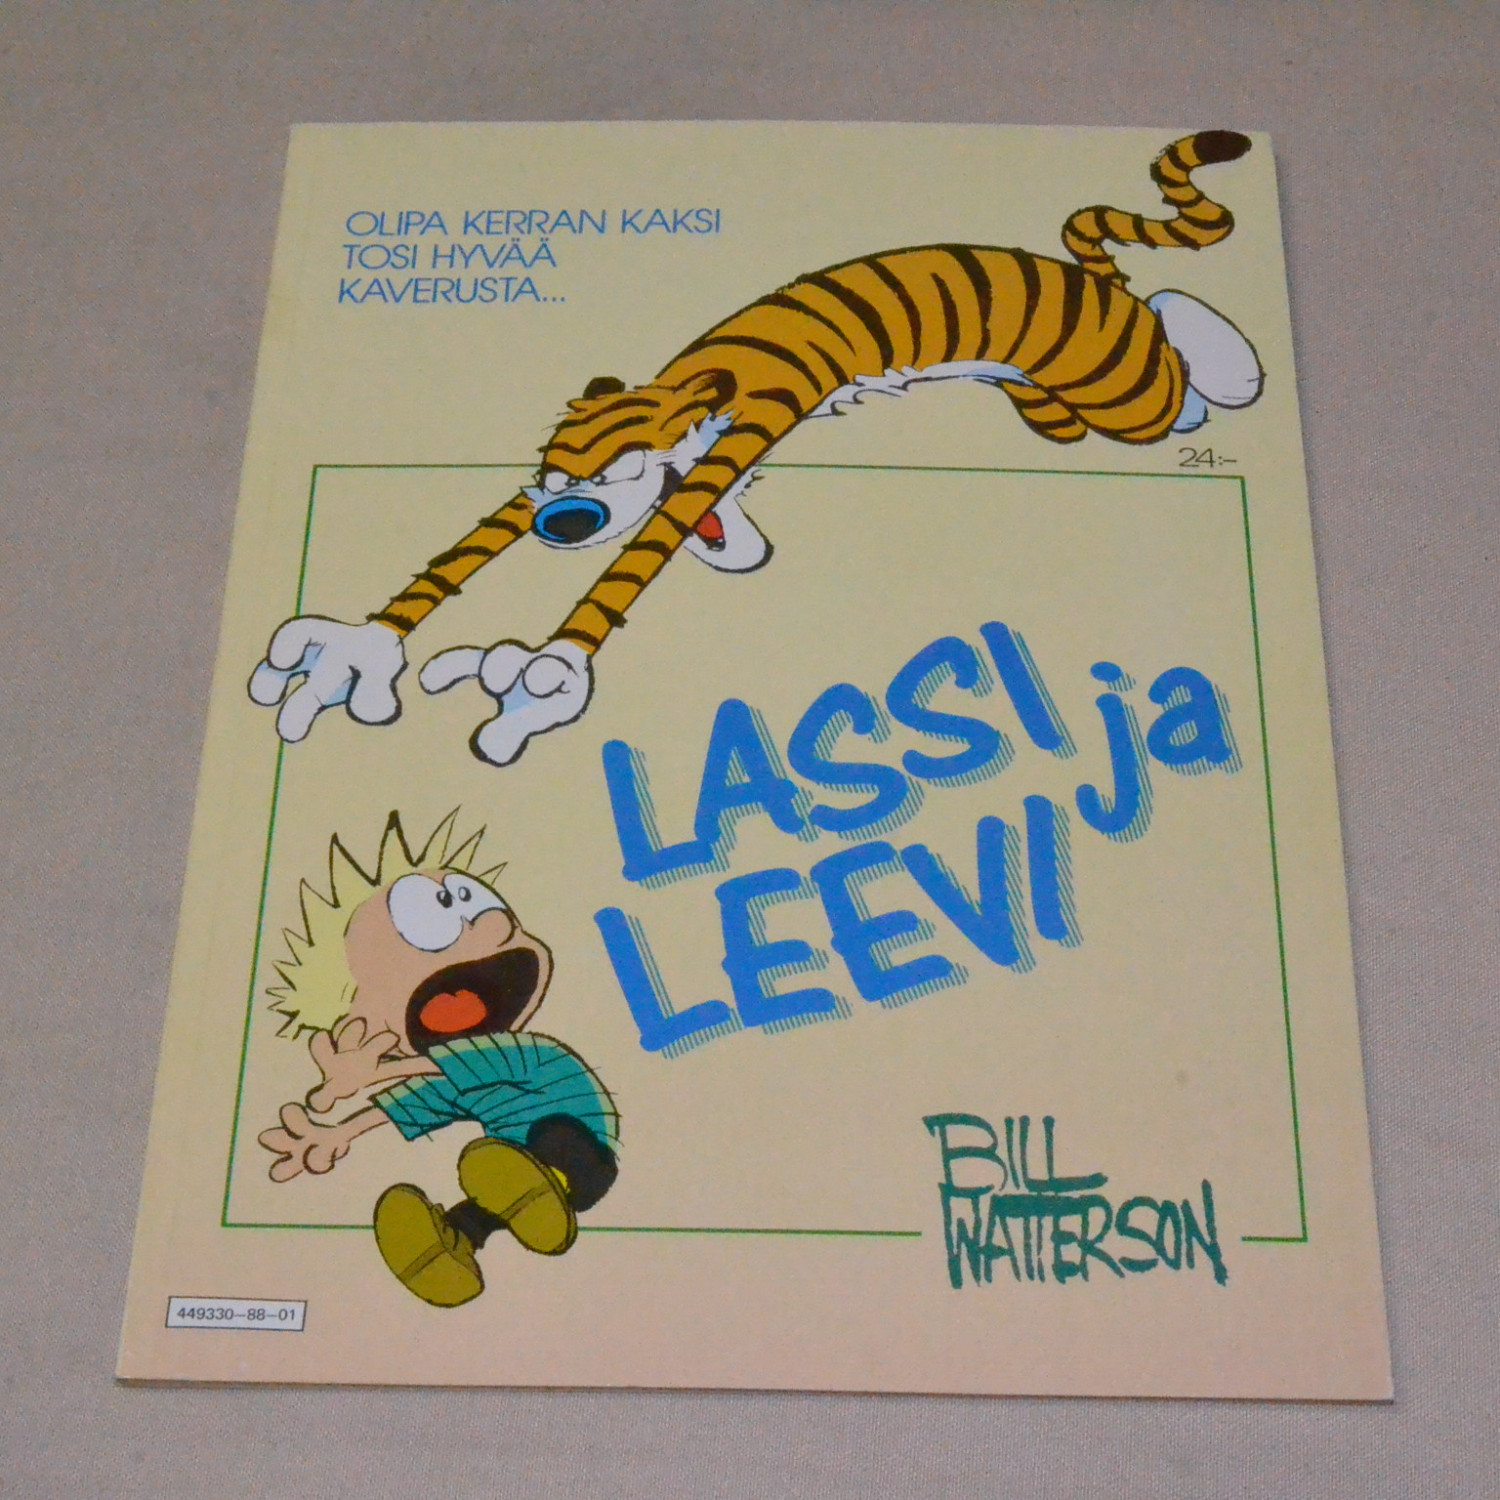 OLIPA KERRAN KAKSI
TOSI HYVÄÄ
KAVERUSTA...
24:–
LASSI ja
LEEVI
BILL
WATTERSON
449330–88–01